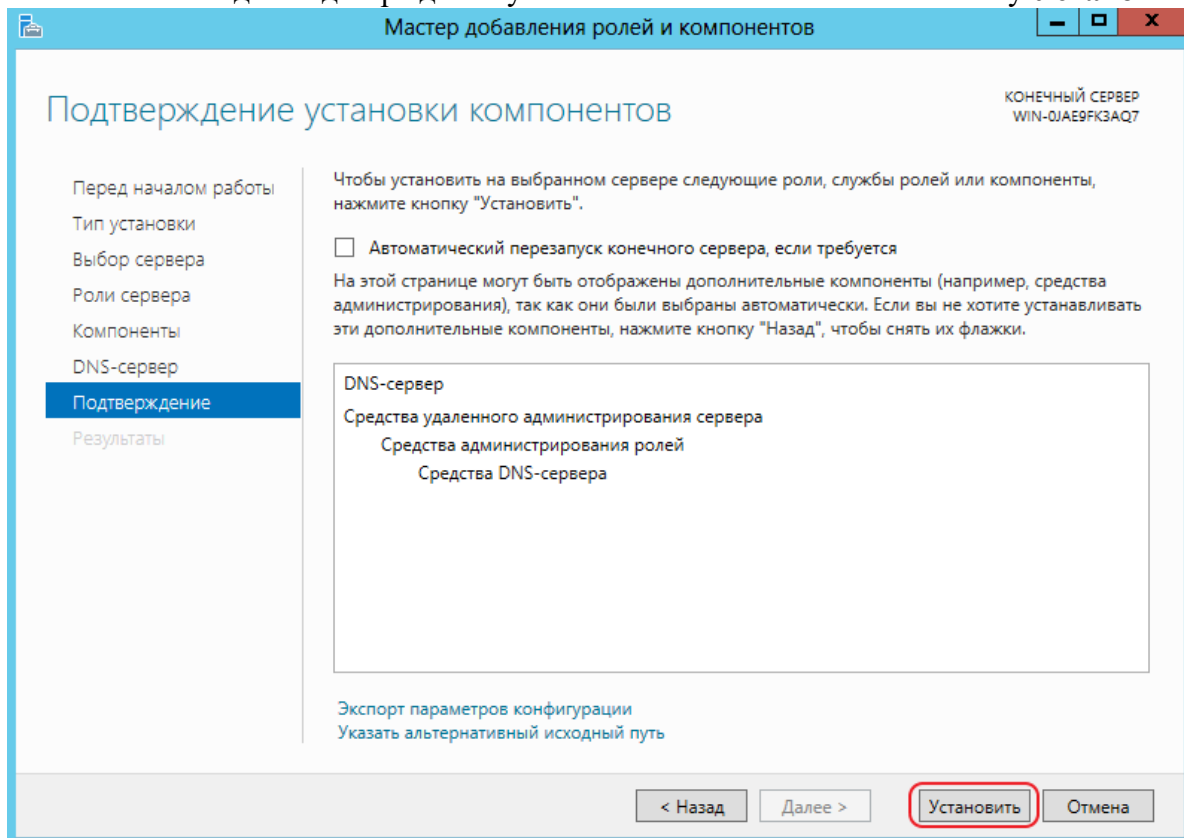 Мастер добавления ролей и компонентов
Подтверждение установки компонентов
КОНЕЧНЫЙ СЕРВЕР
WIN-0JAE9FK3AQ7
Перед началом работы
Тип установки
Выбор сервера
Роли сервера
Компоненты
DNS-сервер
Подтверждение
Результаты
Чтобы установить на выбранном сервере следующие роли, службы ролей или компоненты,
нажмите кнопку "Установить".
Автоматический перезапуск конечного сервера, если требуется
На этой странице могут быть отображены дополнительные компоненты (например, средства
администрирования), так как они были выбраны автоматически. Если вы не хотите устанавливать
эти дополнительные компоненты, нажмите кнопку "Назад", чтобы снять их флажки.
DNS-сервер
Средства удаленного администрирования сервера
Средства администрирования ролей
Средства DNS-сервера
Экспорт параметров конфигурации
Указать альтернативный исходный путь
< Назад
Далее >
Установить
Отмена